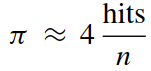 π ≈ 4 hits/n